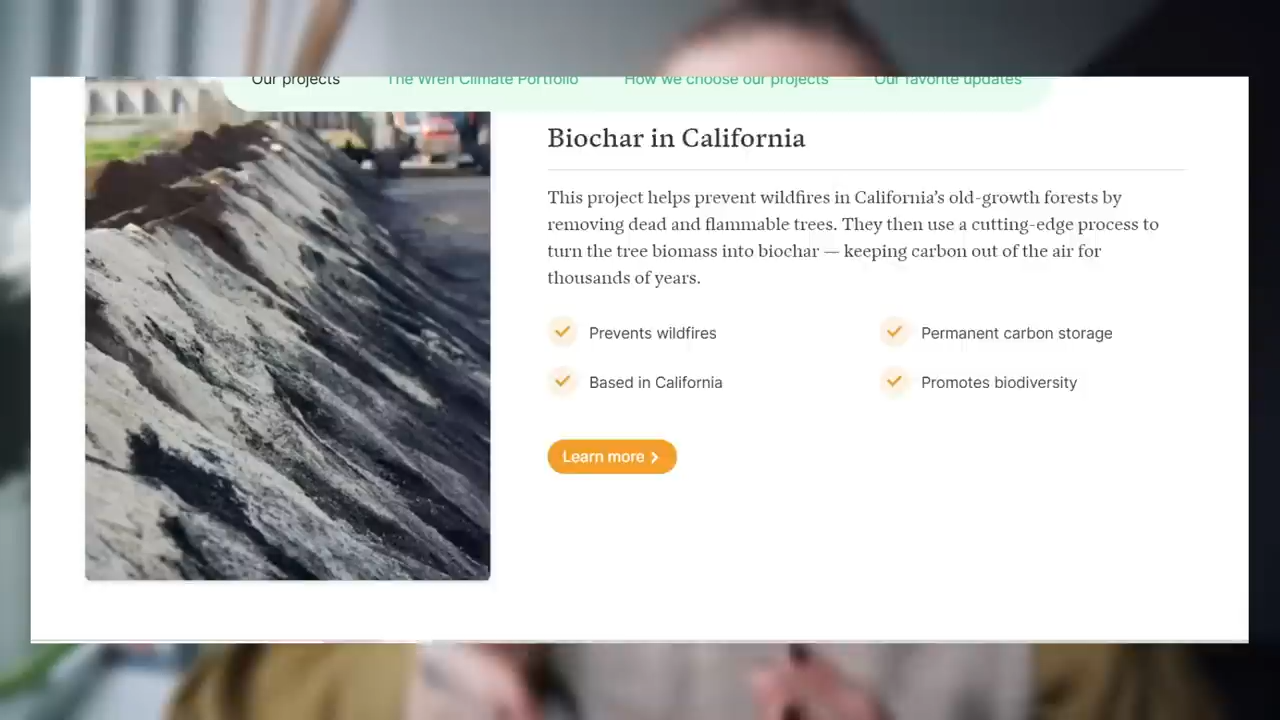 Our projects The Wren Climate Portfolio How we choose our projects Our favorite updates
Biochar in California
This project helps prevent wildfires in California’s old-growth forests by
removing dead and flammable trees. They then use a cutting-edge process to
turn the tree biomass into biochar — keeping carbon out of the air for
thousands of years.
Prevents wildfires
Permanent carbon storage
Based in California
Promotes biodiversity
Learn more